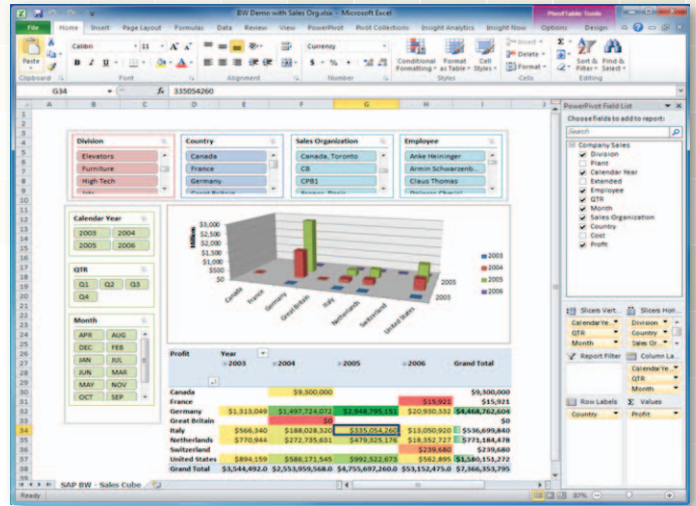 BW Demo with Sales Org.xlsx - Microsoft Excel
PivotTable Tools
File Home Insert Page Layout Formulas Data Review View PowerPivot Pivot Collections Insight Analytics Insight Now Options Design
Paste
Calibri 11
Currency
Conditional Formatting
Format as Table
Cell Styles
Insert
Delete
Format
Sort & Filter
Find & Select
Clipboard Font Alignment Number Styles Cells Editing
G34 fx 335054260
A B C D E F G H I J
PowerPivot Field List
Choose fields to add to report:
Search
Company Sales
Division
Plant
Calendar Year
Extended
Employee
QTR
Month
Sales Organization
Country
Cost
Profit
Division
Elevators
Furniture
High Tech
Country
Canada
France
Germany
Great Britain
Sales Organization
Canada, Toronto
CB
CPB1
France, Paris
Employee
Anke Heininger
Armin Schwarzenb...
Claus Thomas
Calendar Year
2003 2004
2005 2006
QTR
Q1 Q2 Q3
Q4
Month
APR AUG
DEC FEB
JAN JUL
JUN MAR
MAY NOV
OCT SEP
Millions
$3,000
$2,500
$2,000
$1,500
$1,000
$500
$0
Canada France Germany Great Britain Italy Netherlands Switzerland United States
2005
2003
2003
2004
2005
2006
Profit Year
2003 2004 2005 2006 Grand Total
Canada $9,300,000 $9,300,000
France $15,921 $15,921
Germany $1,313,049 $1,497,724,072 $2,948,795,151 $20,930,332 $4,468,762,604
Great Britain $0 $0
Italy $566,340 $188,028,320 $335,054,260 $13,050,920 $536,699,840
Netherlands $770,944 $272,735,631 $479,325,176 $18,352,727 $771,184,478
Switzerland $239,680 $239,680
United States $894,159 $586,171,545 $992,522,673 $562,895 $1,580,151,272
Grand Total $3,544,492.0 $2,553,959,568.0 $4,755,697,260.0 $53,152,475.0 $7,366,353,795
Slicers Vert... Slicers Hori...
Calendar Ye...
QTR
Month
Division
Country
Sales Or...
Report Filter
Column La...
Calendar Ye...
QTR
Month
Row Labels
Values
Country
Profit
SAP BW - Sales Cube
Ready
87%